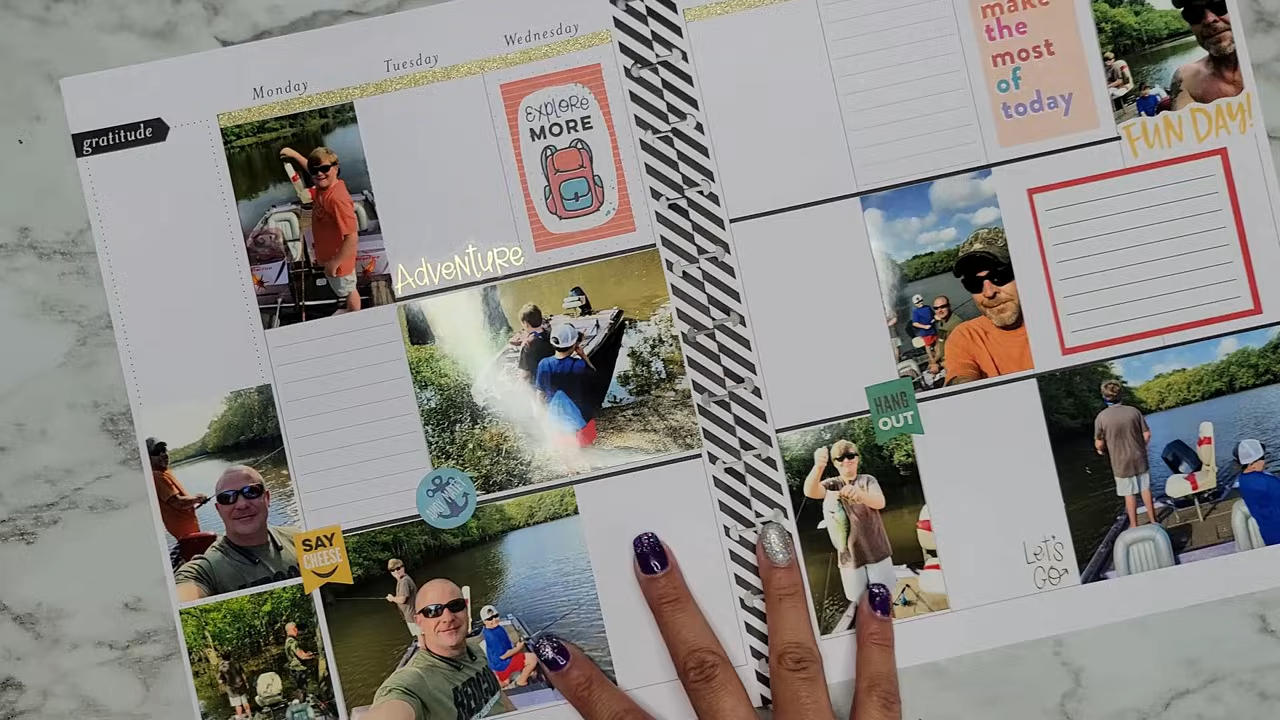 Monday
Tuesday
Wednesday
gratitude
EXPLORE
MORE
Adventure
SAY
CHEESE
make
the
most
of
today
FUN DAY!
HANG
OUT
LET'S
GO